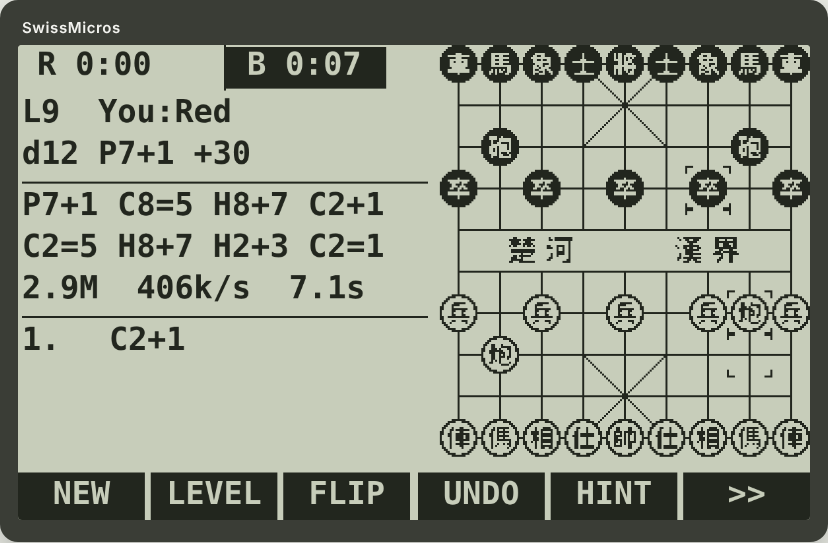 SwissMicros
R 0:00 B 0:07
L9 You:Red
d12 P7+1 +30
P7+1 C8=5 H8+7 C2+1
C2=5 H8+7 H2+3 C2=1
2.9M 406k/s 7.1s
1. C2+1
車 馬 象 士 將 士 象 馬 車
砲 砲
卒 卒 卒 卒 卒
楚河 漢界
兵 兵 兵 兵 炮 兵
炮
俥 傌 相 仕 帥 仕 相 傌 俥
NEW LEVEL FLIP UNDO HINT >>